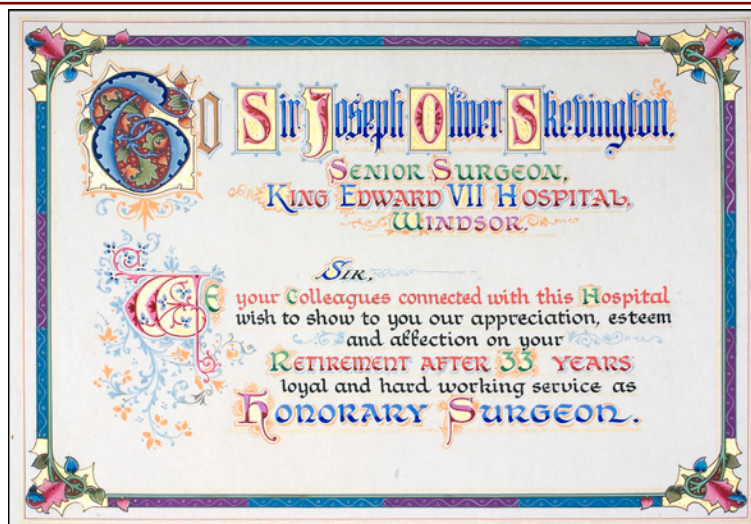 To Sir Joseph Oliver Skevington.
Senior Surgeon,
King Edward VII Hospital,
Windsor.
Sir,
We
your Colleagues connected with this Hospital
wish to show to you our appreciation, esteem
and affection on your
Retirement after 33 years
loyal and hard working service as
Honorary Surgeon.